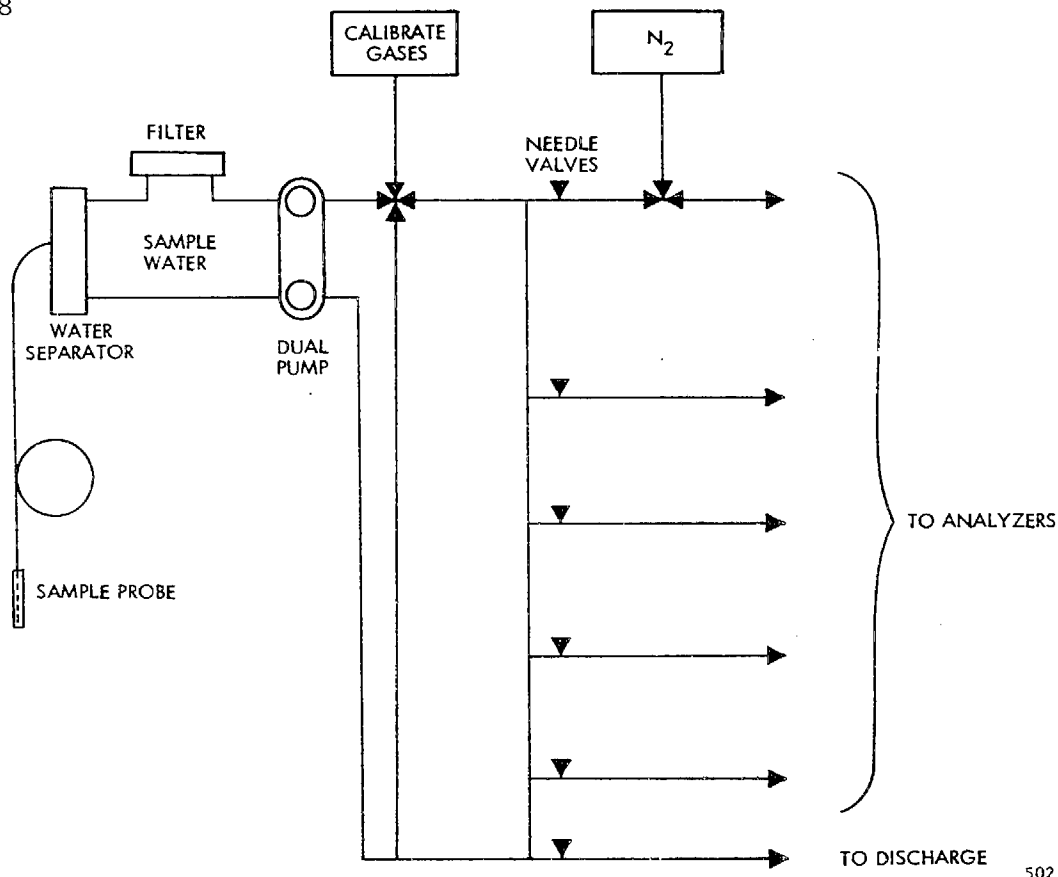 8
CALIBRATE
GASES
N2
FILTER
NEEDLE
VALVES
SAMPLE
WATER
WATER
SEPARATOR
DUAL
PUMP
TO ANALYZERS
SAMPLE PROBE
TO DISCHARGE
502